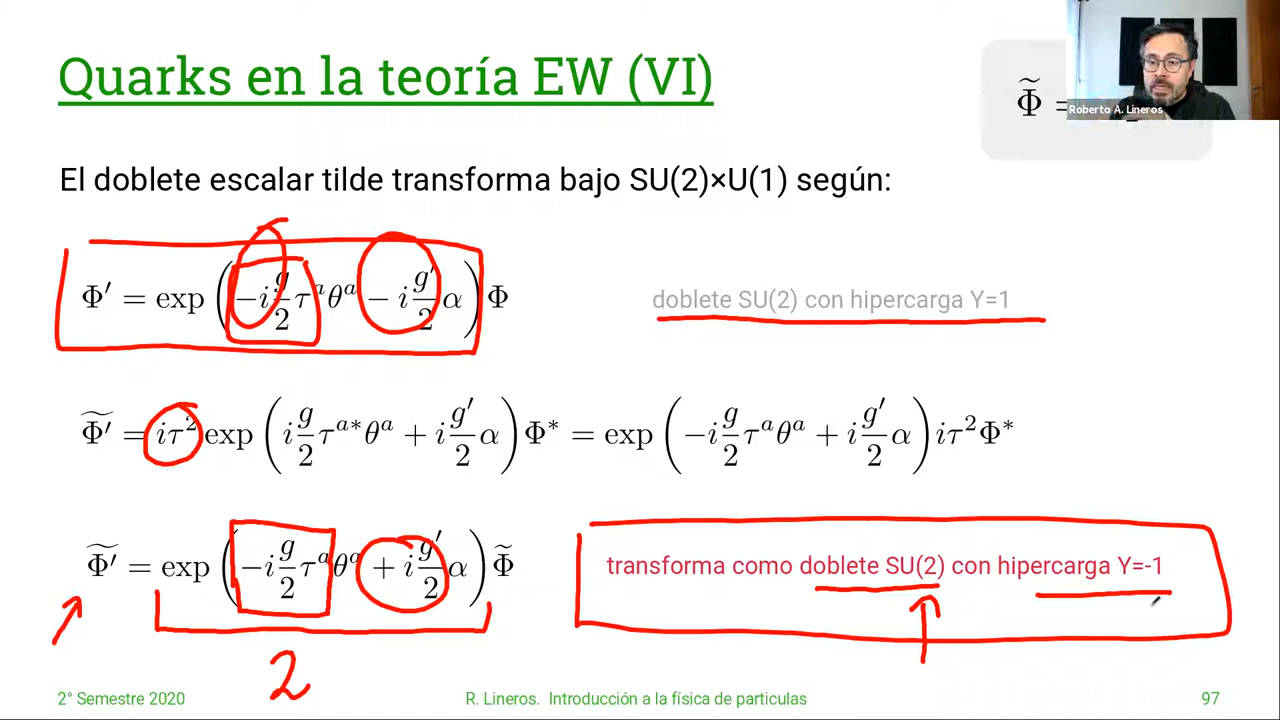 Quarks en la teoría EW (VI)
Φ̃ =
Roberto A. Lineros
El doblete escalar tilde transforma bajo SU(2)×U(1) según:
Φ′ = exp (−i g/2 τ^a θ^a − i g′/2 α) Φ
doblete SU(2) con hipercarga Y=1
Φ̃′ = iτ² exp (i g/2 τ^{a*} θ^a + i g′/2 α) Φ* = exp (−i g/2 τ^a θ^a + i g′/2 α) iτ² Φ*
Φ̃′ = exp (−i g/2 τ^a θ^a + i g′/2 α) Φ̃
transforma como doblete SU(2) con hipercarga Y=-1
2
2° Semestre 2020
R. Lineros. Introducción a la física de particulas
97